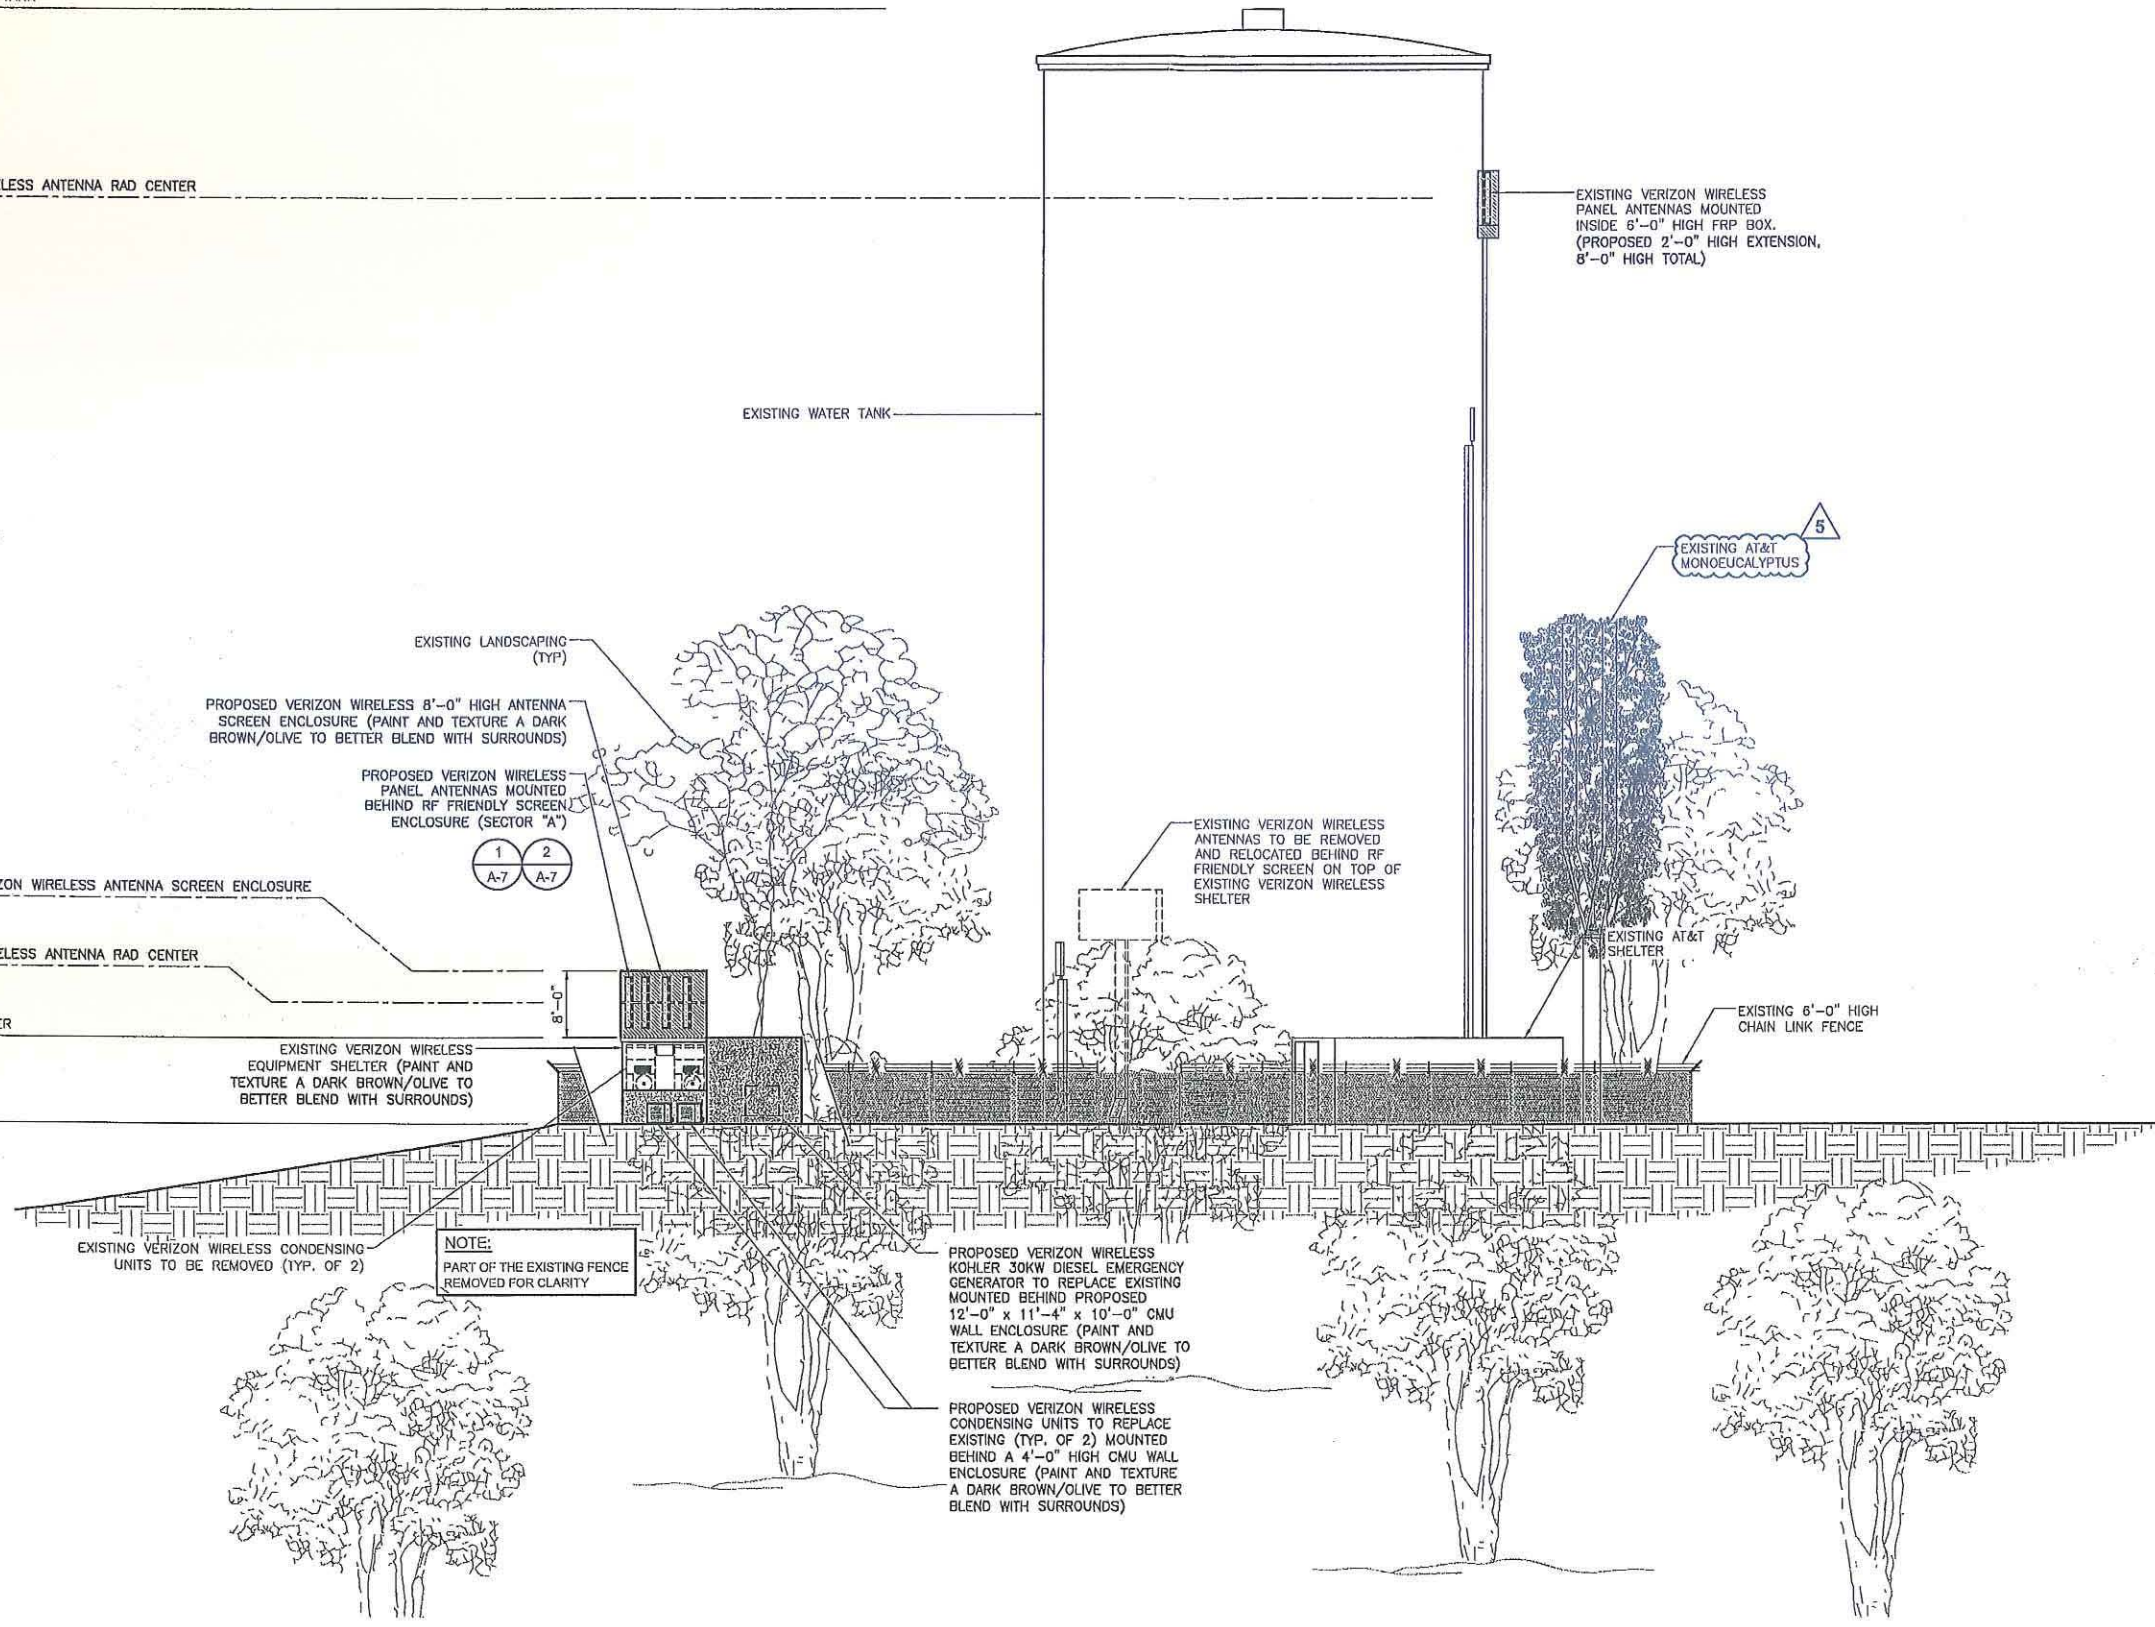 LESS ANTENNA RAD CENTER
EXISTING VERIZON WIRELESS
PANEL ANTENNAS MOUNTED
INSIDE 6'-0" HIGH FRP BOX.
(PROPOSED 2'-0" HIGH EXTENSION,
8'-0" HIGH TOTAL)
EXISTING WATER TANK
5
EXISTING AT&T
MONOEUCALYPTUS
EXISTING LANDSCAPING
(TYP)
PROPOSED VERIZON WIRELESS 8'-0" HIGH ANTENNA
SCREEN ENCLOSURE (PAINT AND TEXTURE A DARK
BROWN/OLIVE TO BETTER BLEND WITH SURROUNDS)
PROPOSED VERIZON WIRELESS
PANEL ANTENNAS MOUNTED
BEHIND RF FRIENDLY SCREEN
ENCLOSURE (SECTOR "A")
1
A-7
2
A-7
EXISTING VERIZON WIRELESS
ANTENNAS TO BE REMOVED
AND RELOCATED BEHIND RF
FRIENDLY SCREEN ON TOP OF
EXISTING VERIZON WIRELESS
SHELTER
ZON WIRELESS ANTENNA SCREEN ENCLOSURE
ELESS ANTENNA RAD CENTER
ER
8'-0"
EXISTING AT&T
SHELTER
EXISTING 6'-0" HIGH
CHAIN LINK FENCE
EXISTING VERIZON WIRELESS
EQUIPMENT SHELTER (PAINT AND
TEXTURE A DARK BROWN/OLIVE TO
BETTER BLEND WITH SURROUNDS)
EXISTING VERIZON WIRELESS CONDENSING
UNITS TO BE REMOVED (TYP. OF 2)
NOTE:
PART OF THE EXISTING FENCE
REMOVED FOR CLARITY
PROPOSED VERIZON WIRELESS
KOHLER 30KW DIESEL EMERGENCY
GENERATOR TO REPLACE EXISTING
MOUNTED BEHIND PROPOSED
12'-0" x 11'-4" x 10'-0" CMU
WALL ENCLOSURE (PAINT AND
TEXTURE A DARK BROWN/OLIVE TO
BETTER BLEND WITH SURROUNDS)
PROPOSED VERIZON WIRELESS
CONDENSING UNITS TO REPLACE
EXISTING (TYP. OF 2) MOUNTED
BEHIND A 4'-0" HIGH CMU WALL
ENCLOSURE (PAINT AND TEXTURE
A DARK BROWN/OLIVE TO BETTER
BLEND WITH SURROUNDS)